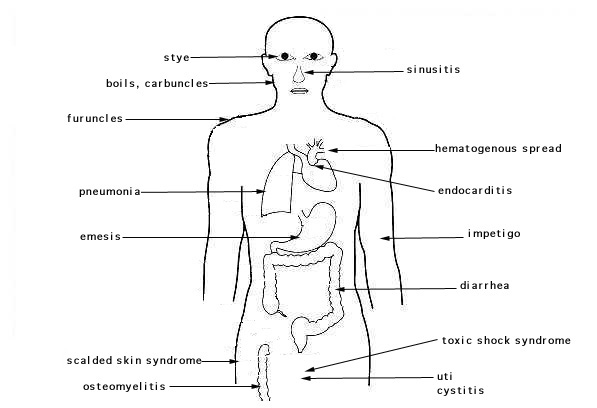 stye
sinusitis
boils, carbuncles
furuncles
hematogenous spread
pneumonia
endocarditis
emesis
impetigo
diarrhea
toxic shock syndrome
scalded skin syndrome
uti
osteomyelitis
cystitis